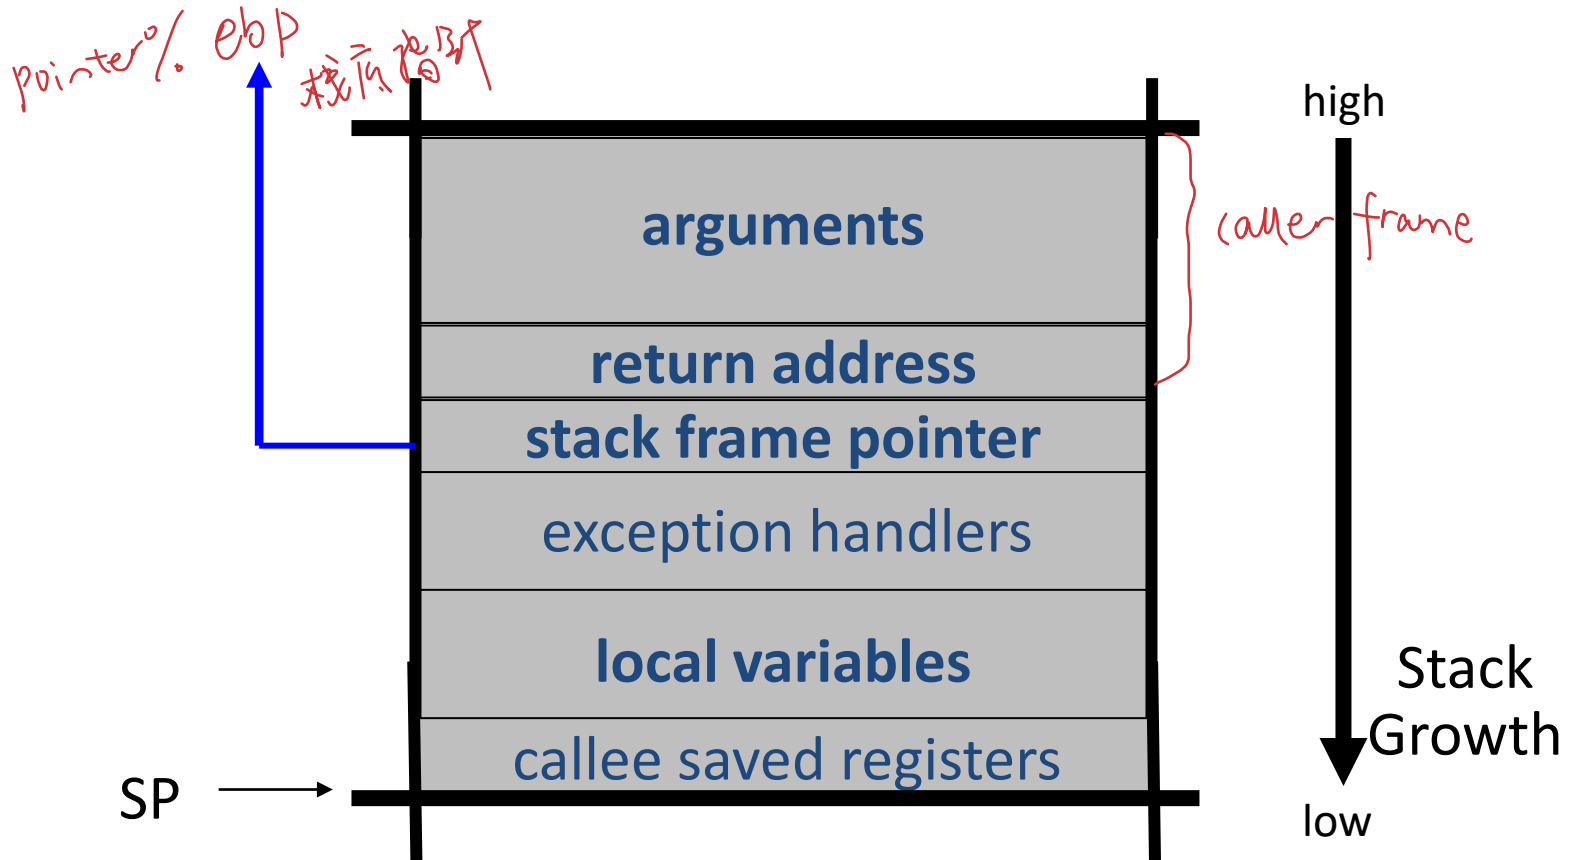 pointer % ebp
栈底指针
high
arguments
caller frame
return address
stack frame pointer
exception handlers
local variables
Stack
Growth
callee saved registers
SP
low